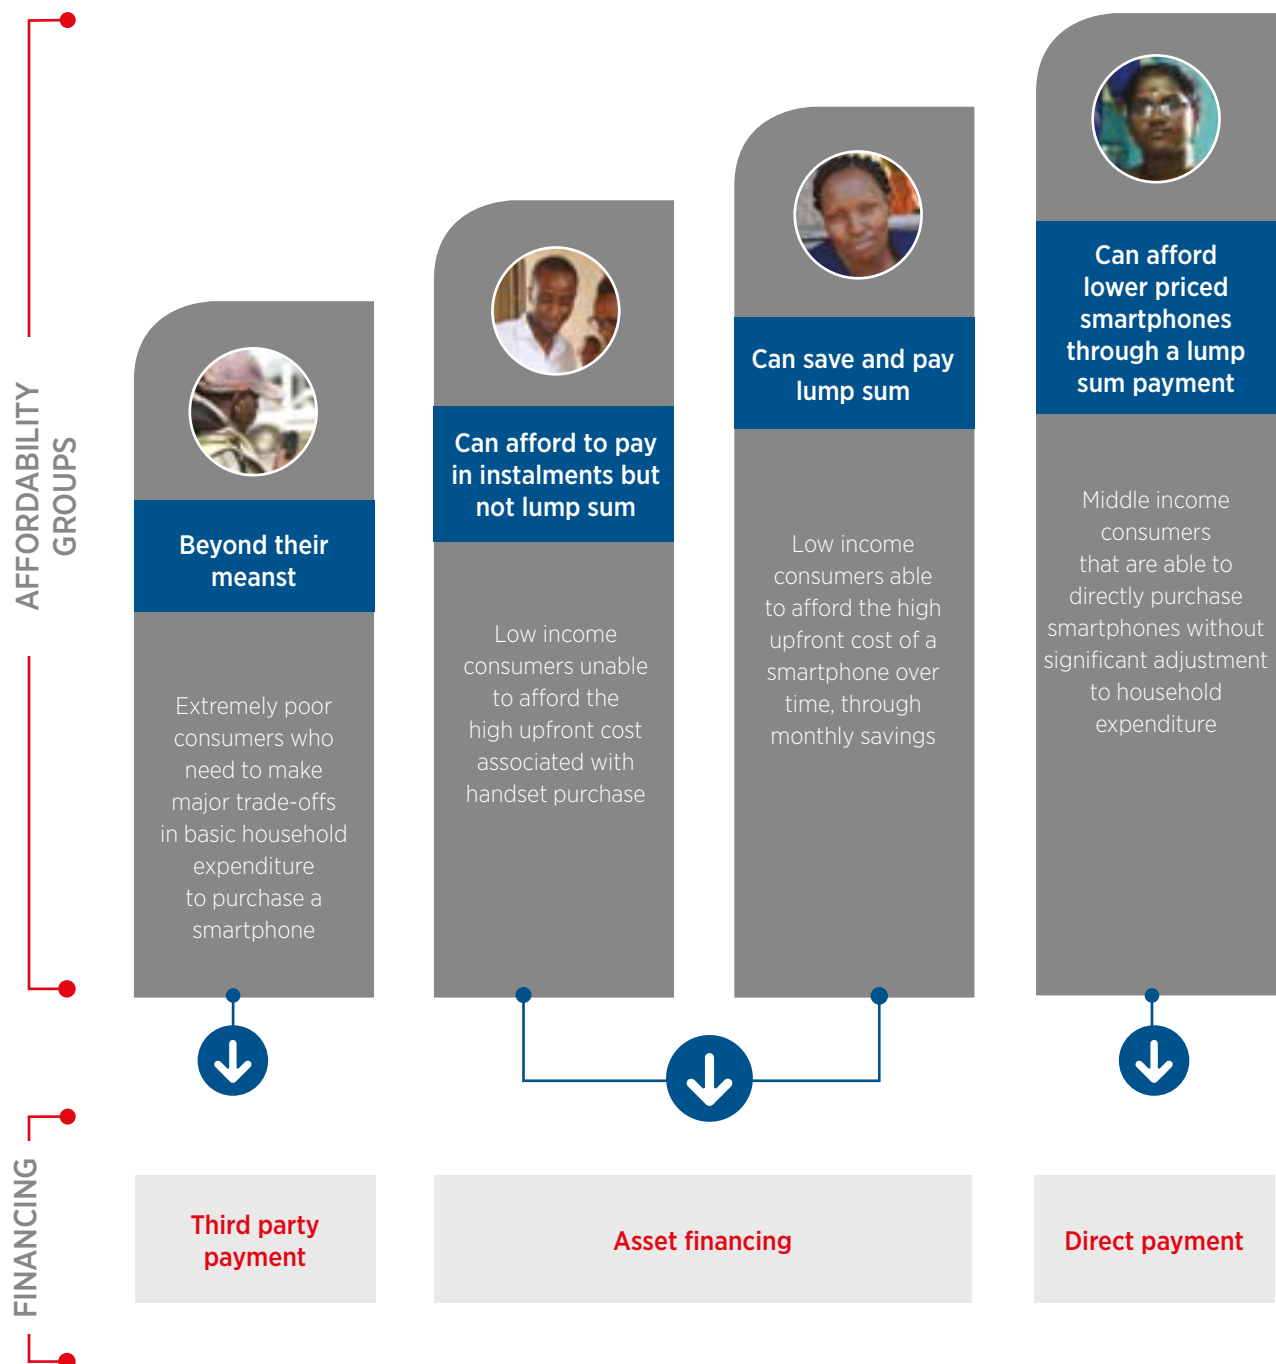 AFFORDABILITY
GROUPS
Beyond their
meanst
Extremely poor
consumers who
need to make
major trade-offs
in basic household
expenditure
to purchase a
smartphone
Can afford to pay
in instalments but
not lump sum
Low income
consumers unable
to afford the
high upfront cost
associated with
handset purchase
Can save and pay
lump sum
Low income
consumers able
to afford the high
upfront cost of a
smartphone over
time, through
monthly savings
Can afford
lower priced
smartphones
through a lump
sum payment
Middle income
consumers
that are able to
directly purchase
smartphones without
significant adjustment
to household
expenditure
FINANCING
Third party
payment
Asset financing
Direct payment